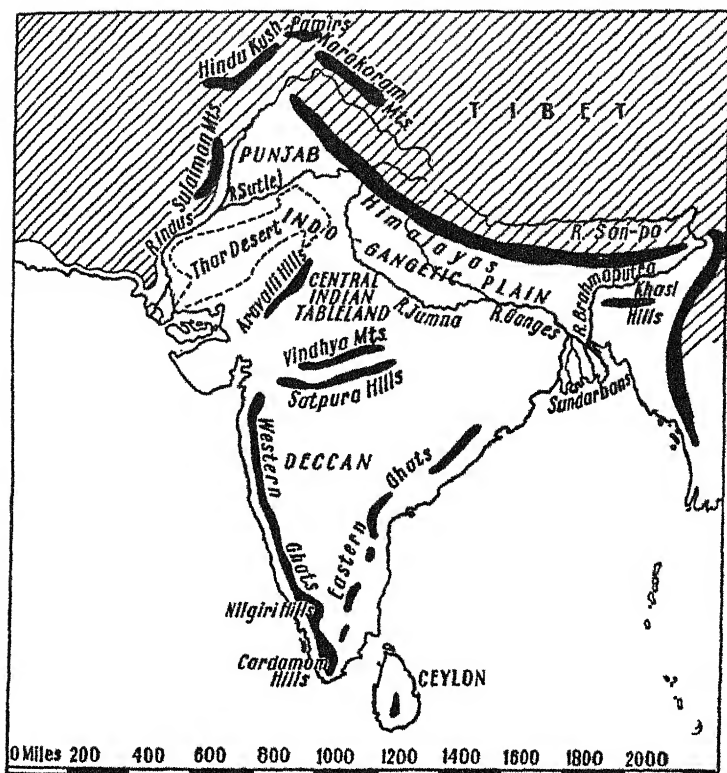 Pamirs
Hindu Kush
Karakoram Mts.
TIBET
Sulaiman Mts.
PUNJAB
R.Sutlej
R.Indus
Thar Desert
INDO
GANGETIC PLAIN
Himalayas
R. San-po
R.Brahmaputra
Khasi
Hills
Aravalli Hills
CENTRAL
INDIAN
TABLELAND
R.Jumna
R.Ganges
Vindhya Mts.
Satpura Hills
Sundarbans
Western Ghats
DECCAN
Eastern Ghats
Nilgiri Hills
Cardamom
Hills
CEYLON
0 Miles 200 400 600 800 1000 1200 1400 1600 1800 2000